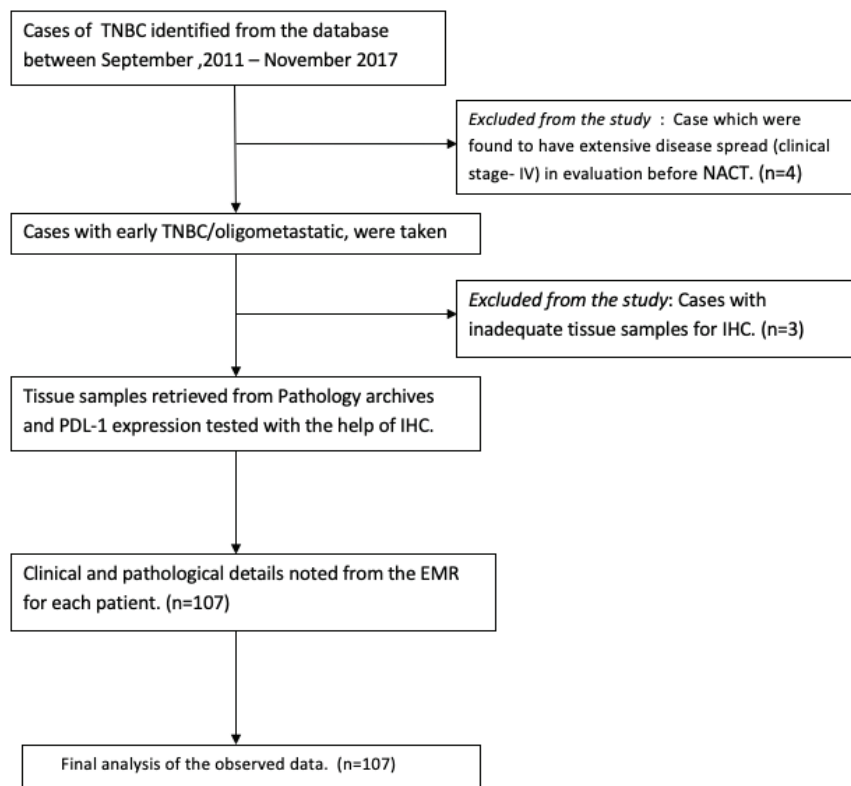 Cases of TNBC identified from the database
between September ,2011 – November 2017
Excluded from the study : Case which were
found to have extensive disease spread (clinical
stage- IV) in evaluation before NACT. (n=4)
Cases with early TNBC/oligometastatic, were taken
Excluded from the study: Cases with
inadequate tissue samples for IHC. (n=3)
Tissue samples retrieved from Pathology archives
and PDL-1 expression tested with the help of IHC.
Clinical and pathological details noted from the EMR
for each patient. (n=107)
Final analysis of the observed data. (n=107)